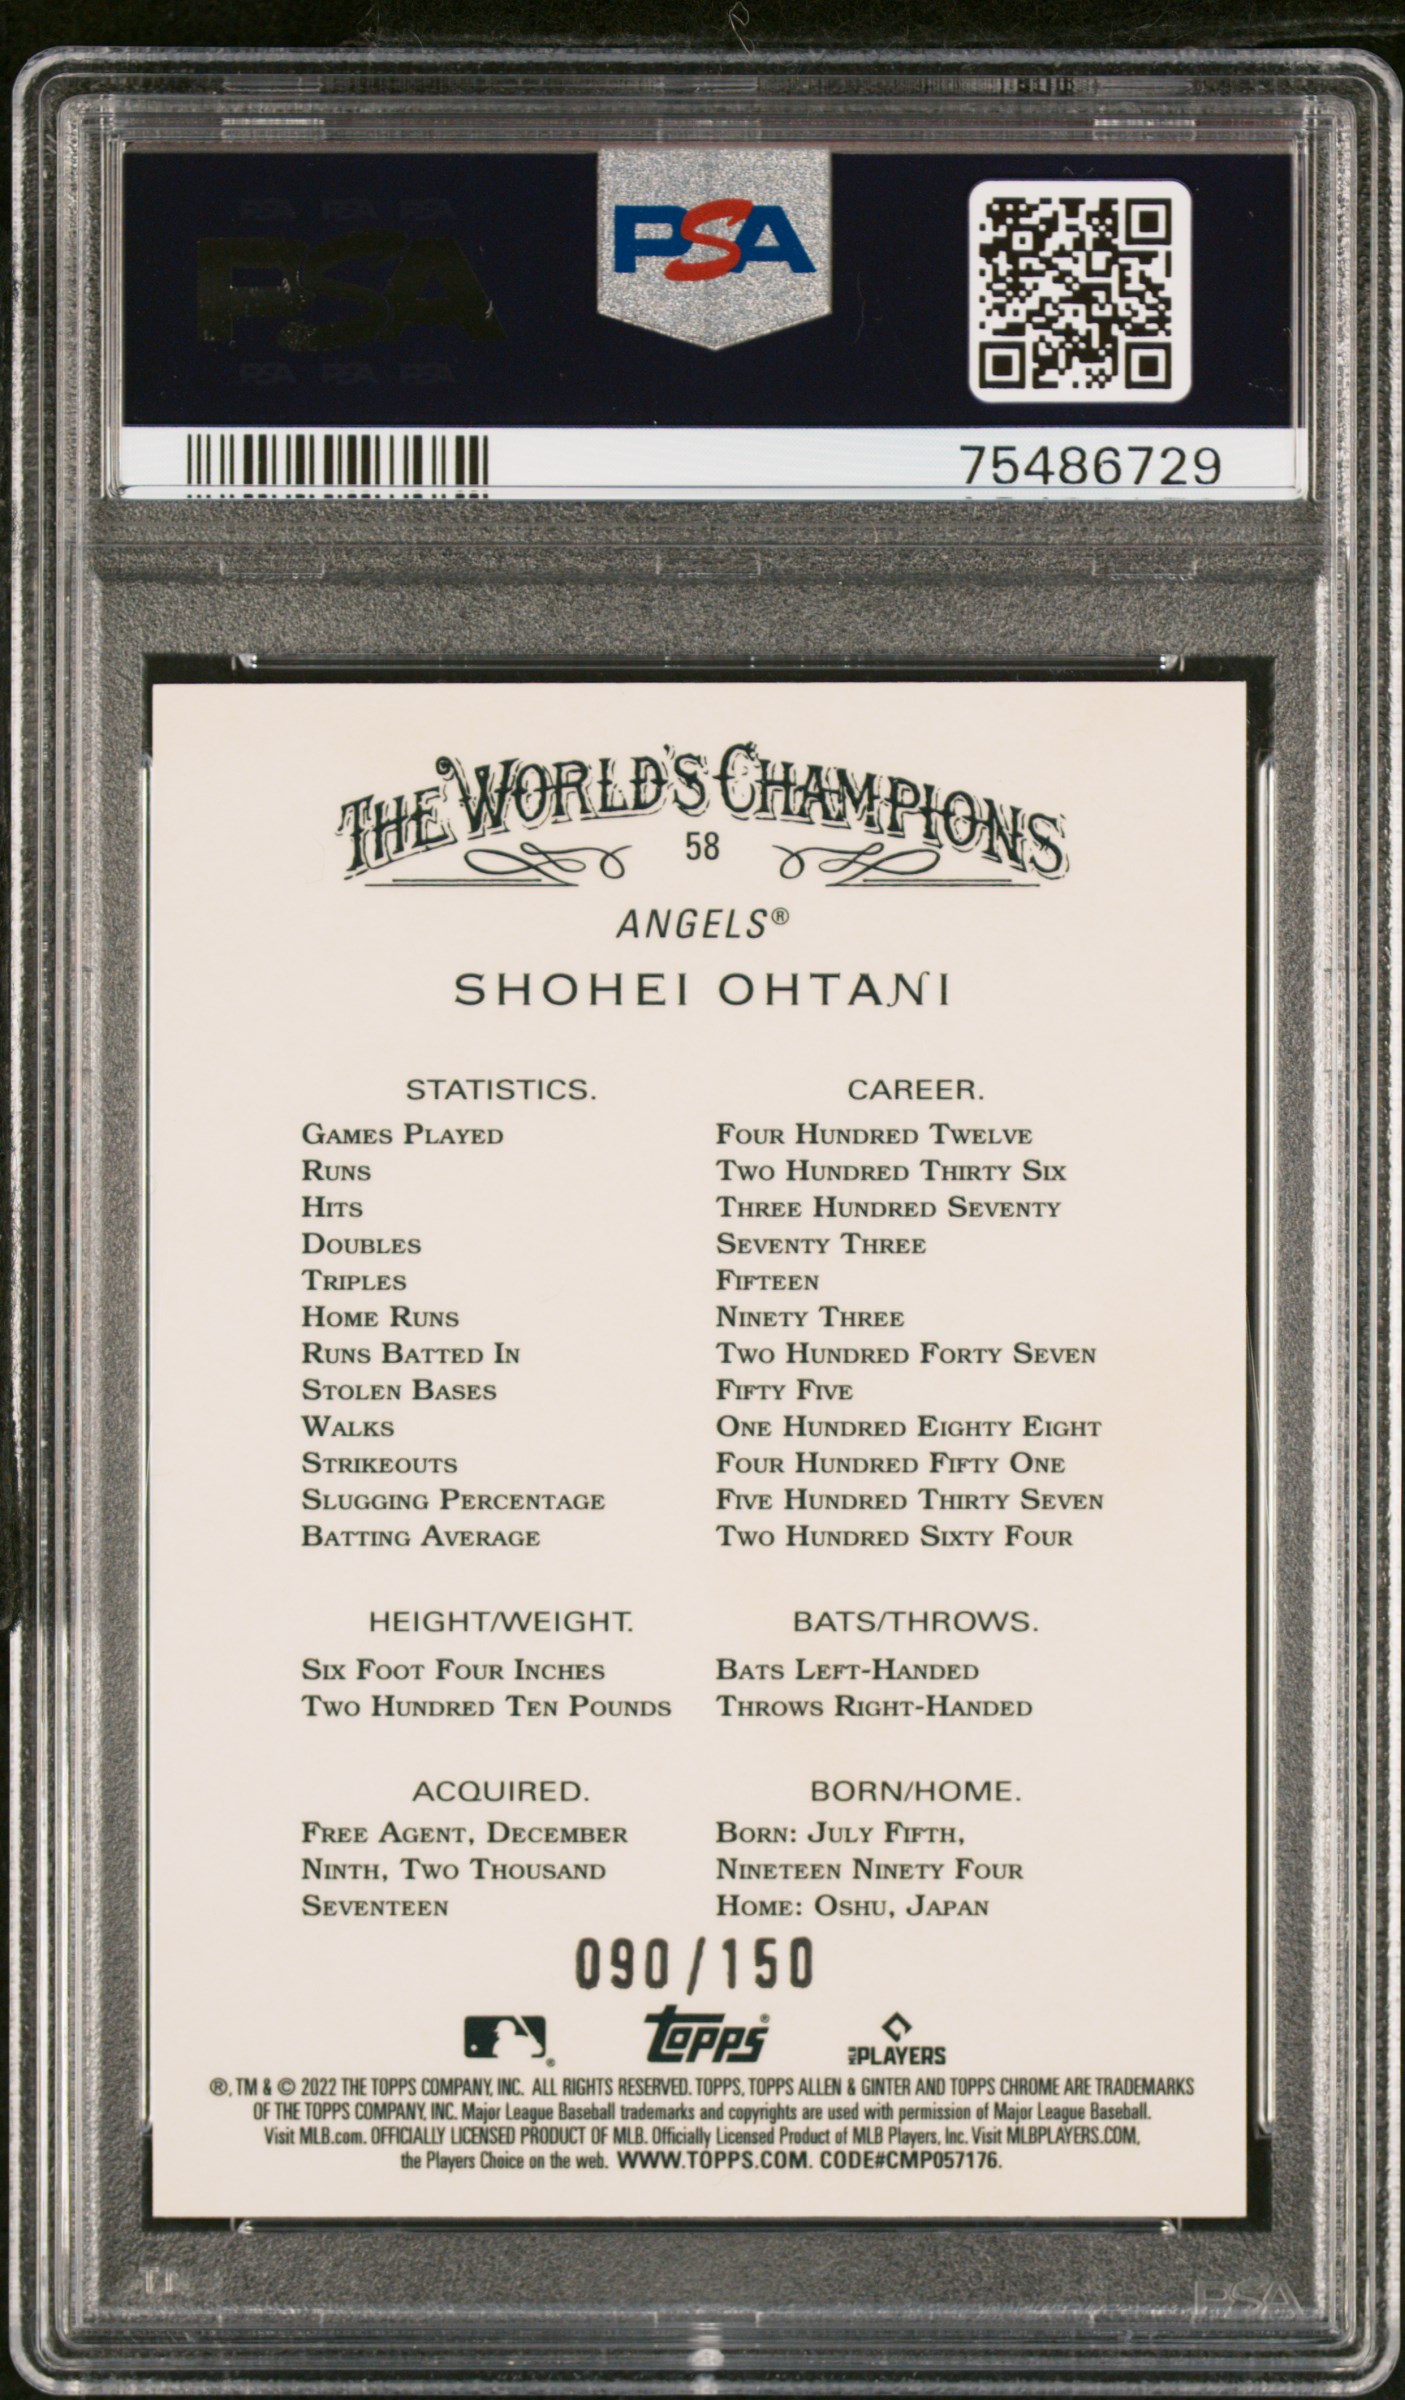 PSA PSA PSA
PSA
PSA PSA PSA
PSA
75486729
THE WORLD'S CHAMPIONS
58
ANGELS®
SHOHEI OHTANI
STATISTICS. CAREER.
GAMES PLAYED FOUR HUNDRED TWELVE
RUNS TWO HUNDRED THIRTY SIX
HITS THREE HUNDRED SEVENTY
DOUBLES SEVENTY THREE
TRIPLES FIFTEEN
HOME RUNS NINETY THREE
RUNS BATTED IN TWO HUNDRED FORTY SEVEN
STOLEN BASES FIFTY FIVE
WALKS ONE HUNDRED EIGHTY EIGHT
STRIKEOUTS FOUR HUNDRED FIFTY ONE
SLUGGING PERCENTAGE FIVE HUNDRED THIRTY SEVEN
BATTING AVERAGE TWO HUNDRED SIXTY FOUR
HEIGHT/WEIGHT. BATS/THROWS.
SIX FOOT FOUR INCHES BATS LEFT-HANDED
TWO HUNDRED TEN POUNDS THROWS RIGHT-HANDED
ACQUIRED. BORN/HOME.
FREE AGENT, DECEMBER BORN: JULY FIFTH,
NINTH, TWO THOUSAND NINETEEN NINETY FOUR
SEVENTEEN HOME: OSHU, JAPAN
090/150
Topps® MLB PLAYERS
®, TM & © 2022 THE TOPPS COMPANY, INC. ALL RIGHTS RESERVED. TOPPS, TOPPS ALLEN & GINTER AND TOPPS CHROME ARE TRADEMARKS
OF THE TOPPS COMPANY, INC. Major League Baseball trademarks and copyrights are used with permission of Major League Baseball.
Visit MLB.com. OFFICIALLY LICENSED PRODUCT OF MLB. Officially Licensed Product of MLB Players, Inc. Visit MLBPLAYERS.COM,
the Players Choice on the web. WWW.TOPPS.COM. CODE#CMP057176.
PSA